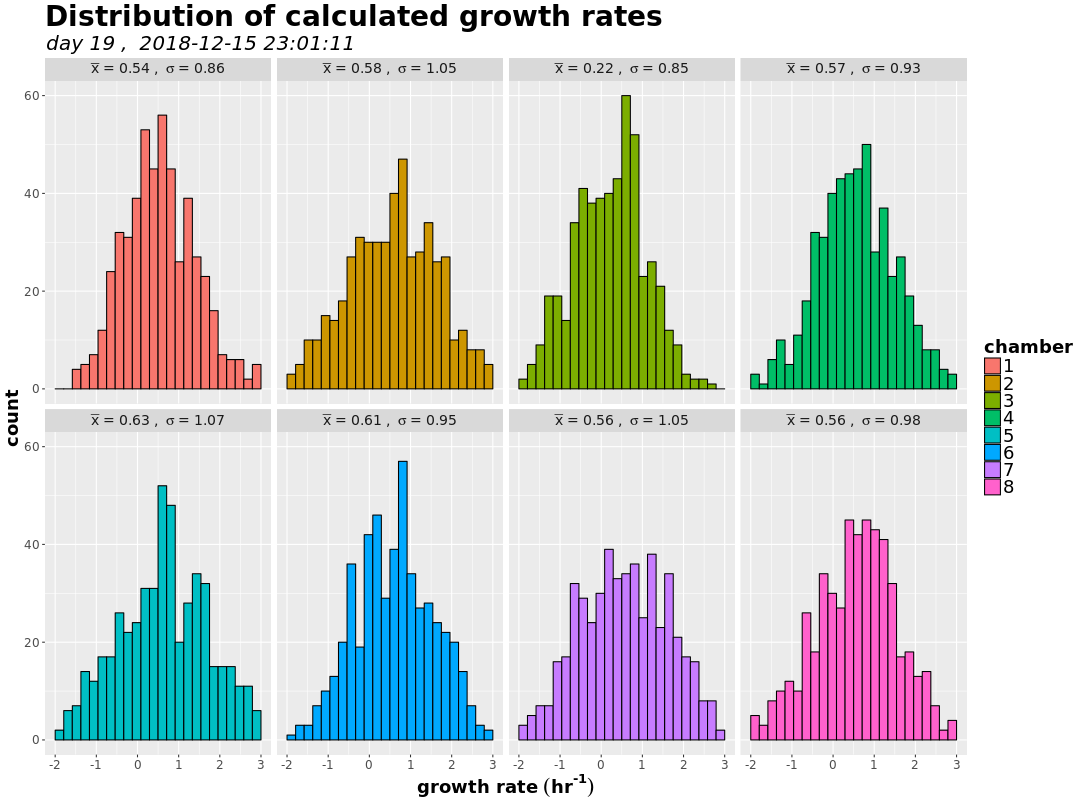 Distribution of calculated growth rates
day 19 ,  2018-12-15 23:01:11
x̅ = 0.54 ,  σ = 0.86
x̅ = 0.58 ,  σ = 1.05
x̅ = 0.22 ,  σ = 0.85
x̅ = 0.57 ,  σ = 0.93
60
40
20
0
x̅ = 0.63 ,  σ = 1.07
x̅ = 0.61 ,  σ = 0.95
x̅ = 0.56 ,  σ = 1.05
x̅ = 0.56 ,  σ = 0.98
60
40
20
0
-2 -1 0 1 2 3
-2 -1 0 1 2 3
-2 -1 0 1 2 3
-2 -1 0 1 2 3
growth rate (hr⁻¹)
count
chamber
1
2
3
4
5
6
7
8